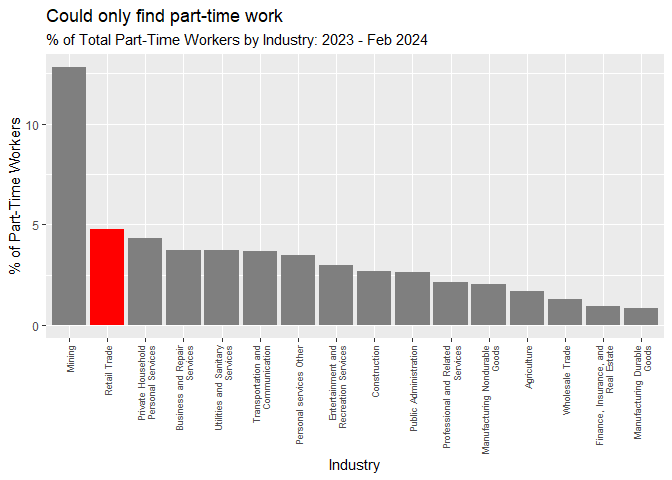 Could only find part-time work
% of Total Part-Time Workers by Industry: 2023 - Feb 2024
% of Part-Time Workers
10
5
0
Mining
Retail Trade
Private Household
Personal Services
Business and Repair
Services
Utilities and Sanitary
Services
Transportation and
Communication
Personal services Other
Entertainment and
Recreation Services
Construction
Public Administration
Professional and Related
Services
Manufacturing Nondurable
Goods
Agriculture
Wholesale Trade
Finance, Insurance, and
Real Estate
Manufacturing Durable
Goods
Industry